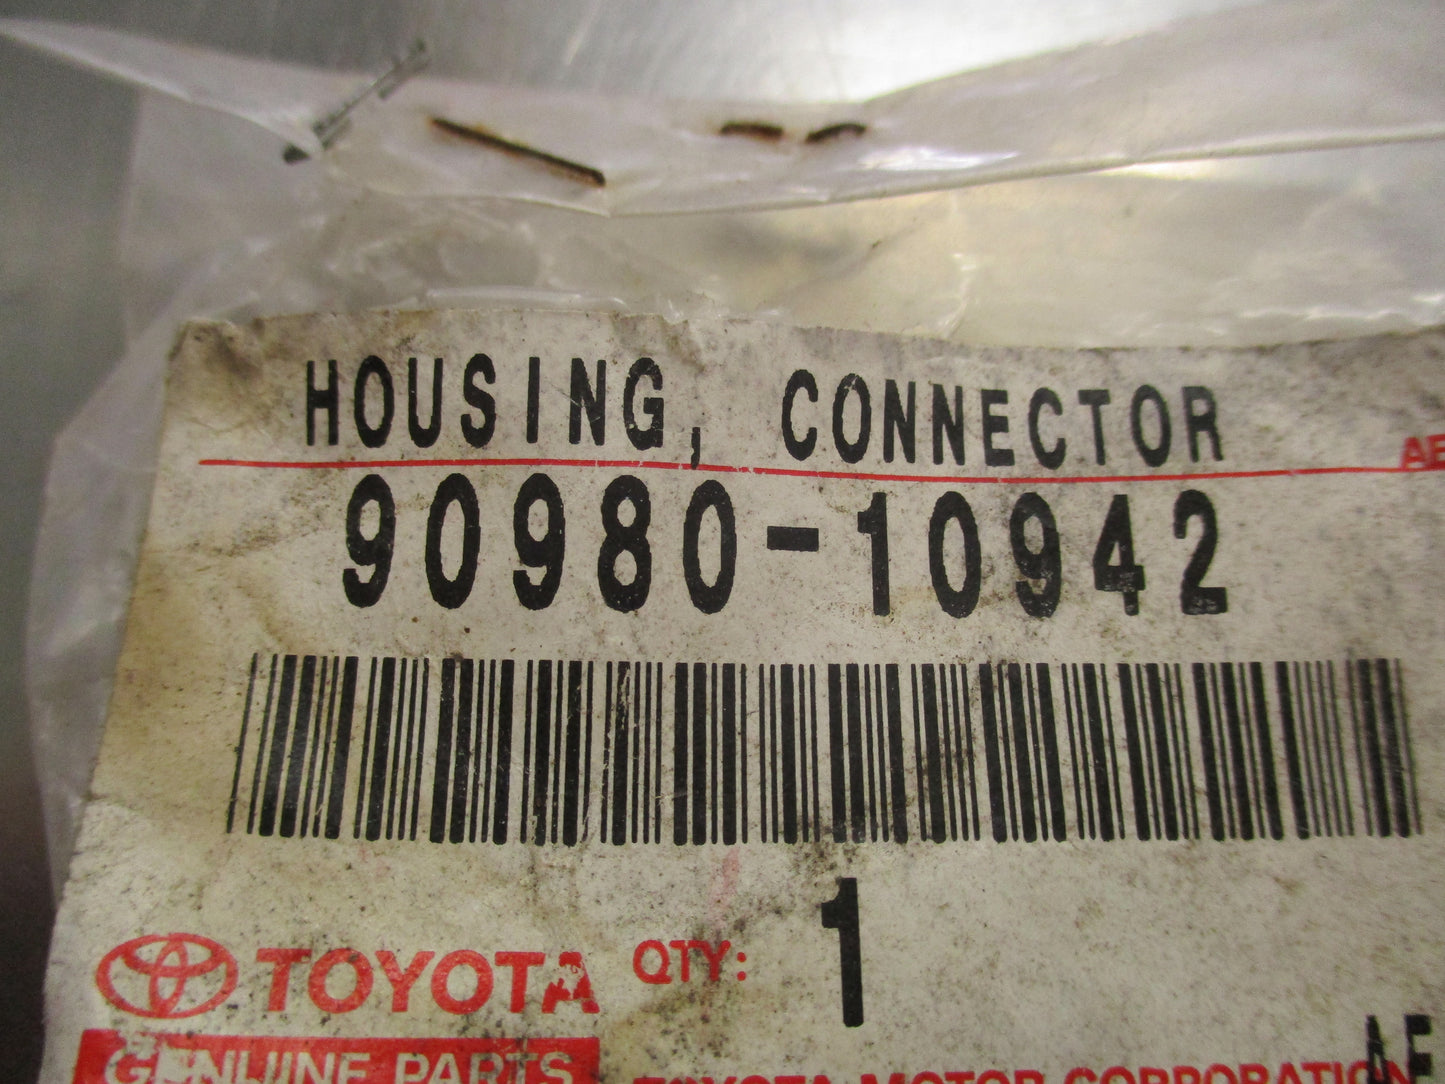 HOUSING, CONNECTOR
90980-10942
TOYOTA QTY: 1
GENUINE PARTS
TOYOTA MOTOR CORPORATION